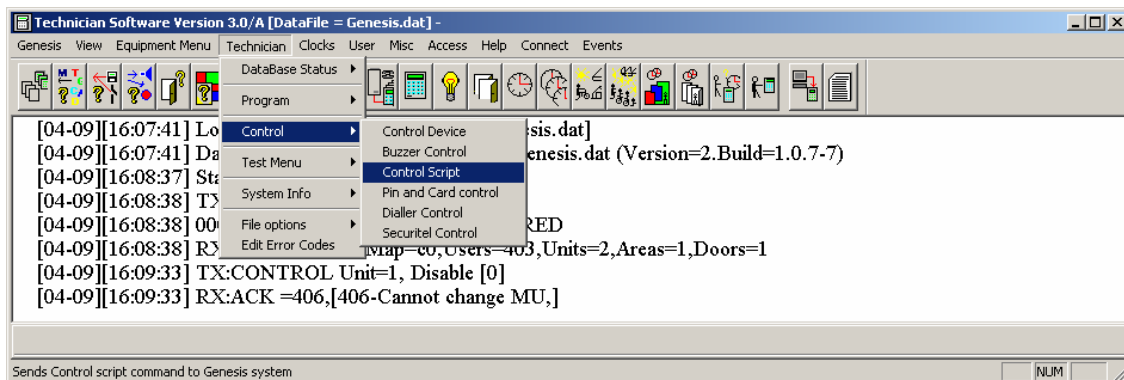 Technician Software Version 3.0/A [DataFile = Genesis.dat] -
Genesis View Equipment Menu Technician Clocks User Misc Access Help Connect Events
DataBase Status
Program
Control
Test Menu
System Info
File options
Edit Error Codes
Control Device
Buzzer Control
Control Script
Pin and Card control
Dialler Control
Securitel Control
[04-09][16:07:41] Lo sis.dat]
[04-09][16:07:41] Da enesis.dat (Version=2.Build=1.0.7-7)
[04-09][16:08:37] Sta
[04-09][16:08:38] TX
[04-09][16:08:38] 00 RED
[04-09][16:08:38] RX Map=c0,Users=403,Units=2,Areas=1,Doors=1
[04-09][16:09:33] TX:CONTROL Unit=1, Disable [0]
[04-09][16:09:33] RX:ACK =406,[406-Cannot change MU,]
Sends Control script command to Genesis system NUM